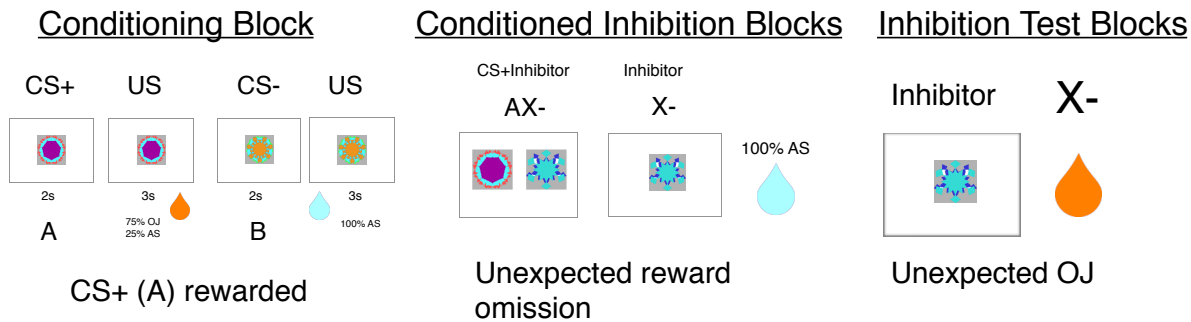 Conditioning Block
CS+ US CS- US
2s 3s 2s 3s
75% OJ
25% AS
100% AS
A B
CS+ (A) rewarded
Conditioned Inhibition Blocks
CS+Inhibitor Inhibitor
AX- X-
100% AS
Unexpected reward
omission
Inhibition Test Blocks
Inhibitor X-
Unexpected OJ